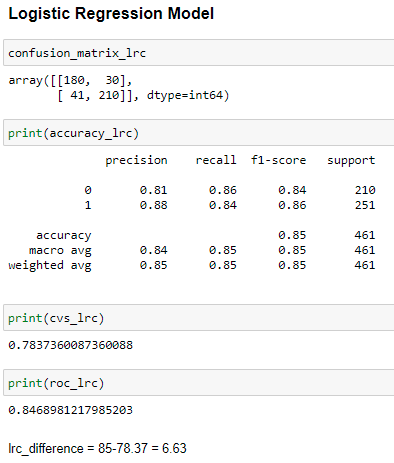 Logistic Regression Model
confusion_matrix_lrc
array([[180,  30],
       [ 41, 210]], dtype=int64)
print(accuracy_lrc)
              precision    recall  f1-score   support
           0       0.81      0.86      0.84       210
           1       0.88      0.84      0.86       251
    accuracy                           0.85       461
   macro avg       0.84      0.85      0.85       461
weighted avg       0.85      0.85      0.85       461
print(cvs_lrc)
0.7837360087360088
print(roc_lrc)
0.8468981217985203
lrc_difference = 85-78.37 = 6.63